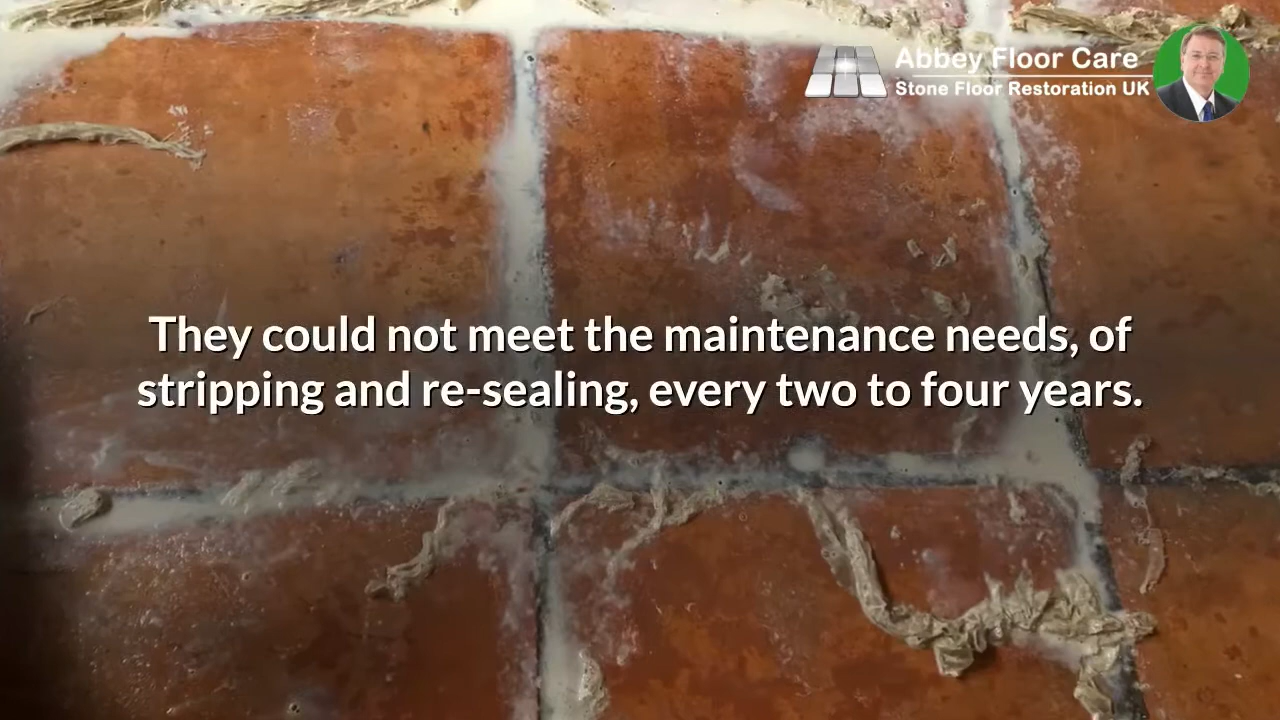 Abbey Floor Care
Stone Floor Restoration UK
They could not meet the maintenance needs, of
stripping and re-sealing, every two to four years.